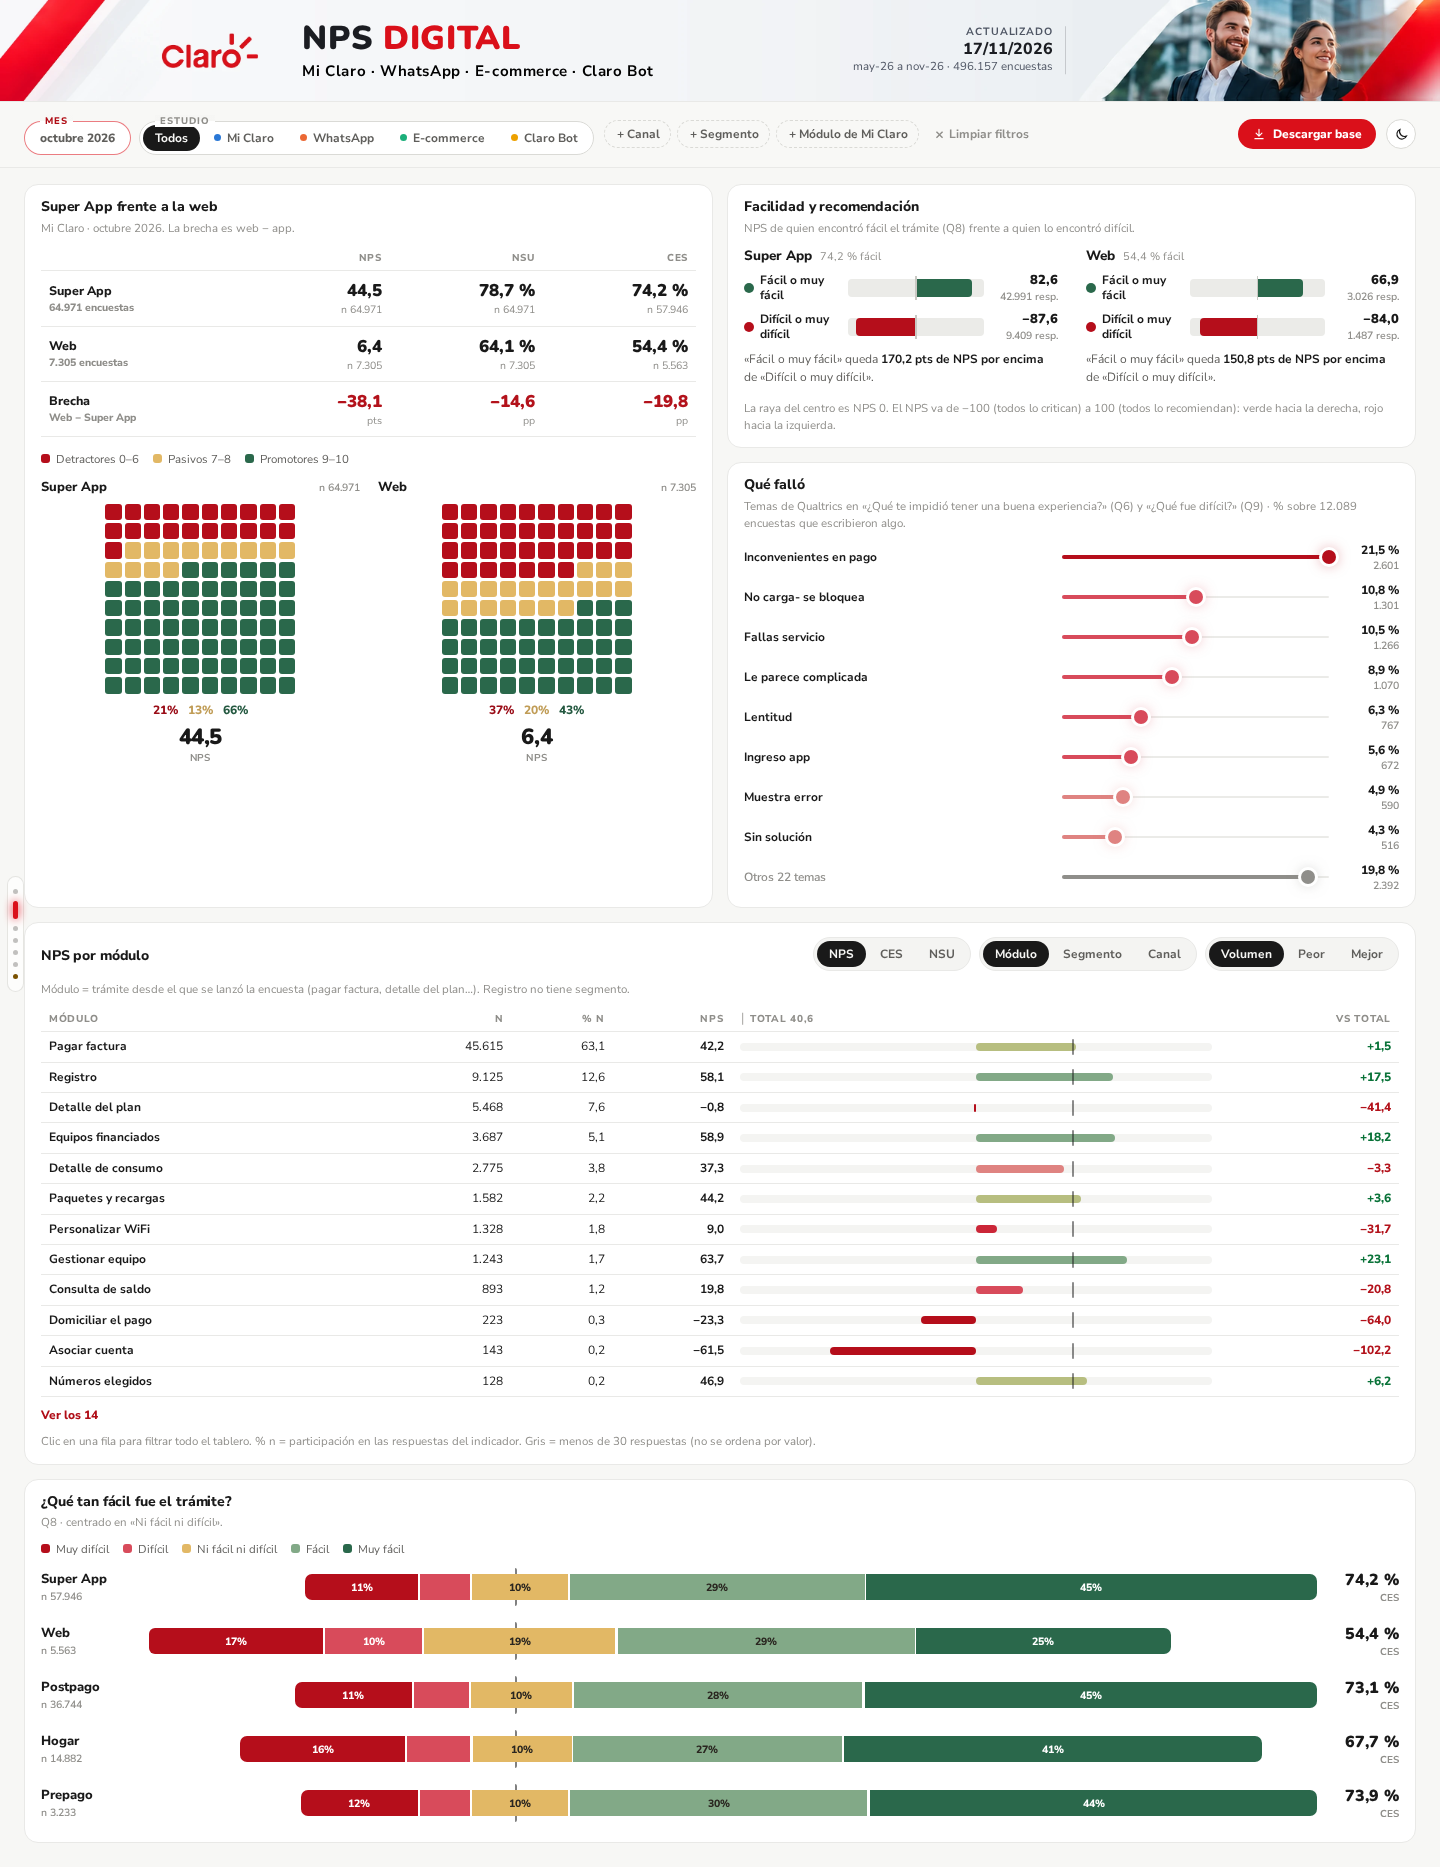 Claro
NPS DIGITAL
Mi Claro · WhatsApp · E-commerce · Claro Bot
ACTUALIZADO
17/11/2026
may-26 a nov-26 · 496.157 encuestas
MES
octubre 2026
ESTUDIO
Todos Mi Claro WhatsApp E-commerce Claro Bot
+ Canal + Segmento + Módulo de Mi Claro × Limpiar filtros
Descargar base
Super App frente a la web
Mi Claro · octubre 2026. La brecha es web − app.
NPS NSU CES
Super App 44,5 78,7 % 74,2 %
64.971 encuestas n 64.971 n 64.971 n 57.946
Web 6,4 64,1 % 54,4 %
7.305 encuestas n 7.305 n 7.305 n 5.563
Brecha −38,1 −14,6 −19,8
Web − Super App pts pp pp
Detractores 0–6 Pasivos 7–8 Promotores 9–10
Super App n 64.971 Web n 7.305
21% 13% 66%
44,5
NPS
37% 20% 43%
6,4
NPS
Facilidad y recomendación
NPS de quien encontró fácil el trámite (Q8) frente a quien lo encontró difícil.
Super App 74,2 % fácil
Fácil o muy fácil 82,6
42.991 resp.
Difícil o muy difícil −87,6
9.409 resp.
«Fácil o muy fácil» queda 170,2 pts de NPS por encima
de «Difícil o muy difícil».
Web 54,4 % fácil
Fácil o muy fácil 66,9
3.026 resp.
Difícil o muy difícil −84,0
1.487 resp.
«Fácil o muy fácil» queda 150,8 pts de NPS por encima
de «Difícil o muy difícil».
La raya del centro es NPS 0. El NPS va de −100 (todos lo critican) a 100 (todos lo recomiendan): verde hacia la derecha, rojo
hacia la izquierda.
Qué falló
Temas de Qualtrics en «¿Qué te impidió tener una buena experiencia?» (Q6) y «¿Qué fue difícil?» (Q9) · % sobre 12.089
encuestas que escribieron algo.
Inconvenientes en pago 21,5 %
2.601
No carga- se bloquea 10,8 %
1.301
Fallas servicio 10,5 %
1.266
Le parece complicada 8,9 %
1.070
Lentitud 6,3 %
767
Ingreso app 5,6 %
672
Muestra error 4,9 %
590
Sin solución 4,3 %
516
Otros 22 temas 19,8 %
2.392
NPS por módulo
NPS CES NSU Módulo Segmento Canal Volumen Peor Mejor
Módulo = trámite desde el que se lanzó la encuesta (pagar factura, detalle del plan...). Registro no tiene segmento.
MÓDULO N % N NPS TOTAL 40,6 VS TOTAL
Pagar factura 45.615 63,1 42,2 +1,5
Registro 9.125 12,6 58,1 +17,5
Detalle del plan 5.468 7,6 −0,8 −41,4
Equipos financiados 3.687 5,1 58,9 +18,2
Detalle de consumo 2.775 3,8 37,3 −3,3
Paquetes y recargas 1.582 2,2 44,2 +3,6
Personalizar WiFi 1.328 1,8 9,0 −31,7
Gestionar equipo 1.243 1,7 63,7 +23,1
Consulta de saldo 893 1,2 19,8 −20,8
Domiciliar el pago 223 0,3 −23,3 −64,0
Asociar cuenta 143 0,2 −61,5 −102,2
Números elegidos 128 0,2 46,9 +6,2
Ver los 14
Clic en una fila para filtrar todo el tablero. % n = participación en las respuestas del indicador. Gris = menos de 30 respuestas (no se ordena por valor).
¿Qué tan fácil fue el trámite?
Q8 · centrado en «Ni fácil ni difícil».
Muy difícil Difícil Ni fácil ni difícil Fácil Muy fácil
Super App 11% 10% 29% 45% 74,2 %
n 57.946 CES
Web 17% 10% 19% 29% 25% 54,4 %
n 5.563 CES
Postpago 11% 10% 28% 45% 73,1 %
n 36.744 CES
Hogar 16% 10% 27% 41% 67,7 %
n 14.882 CES
Prepago 12% 10% 30% 44% 73,9 %
n 3.233 CES